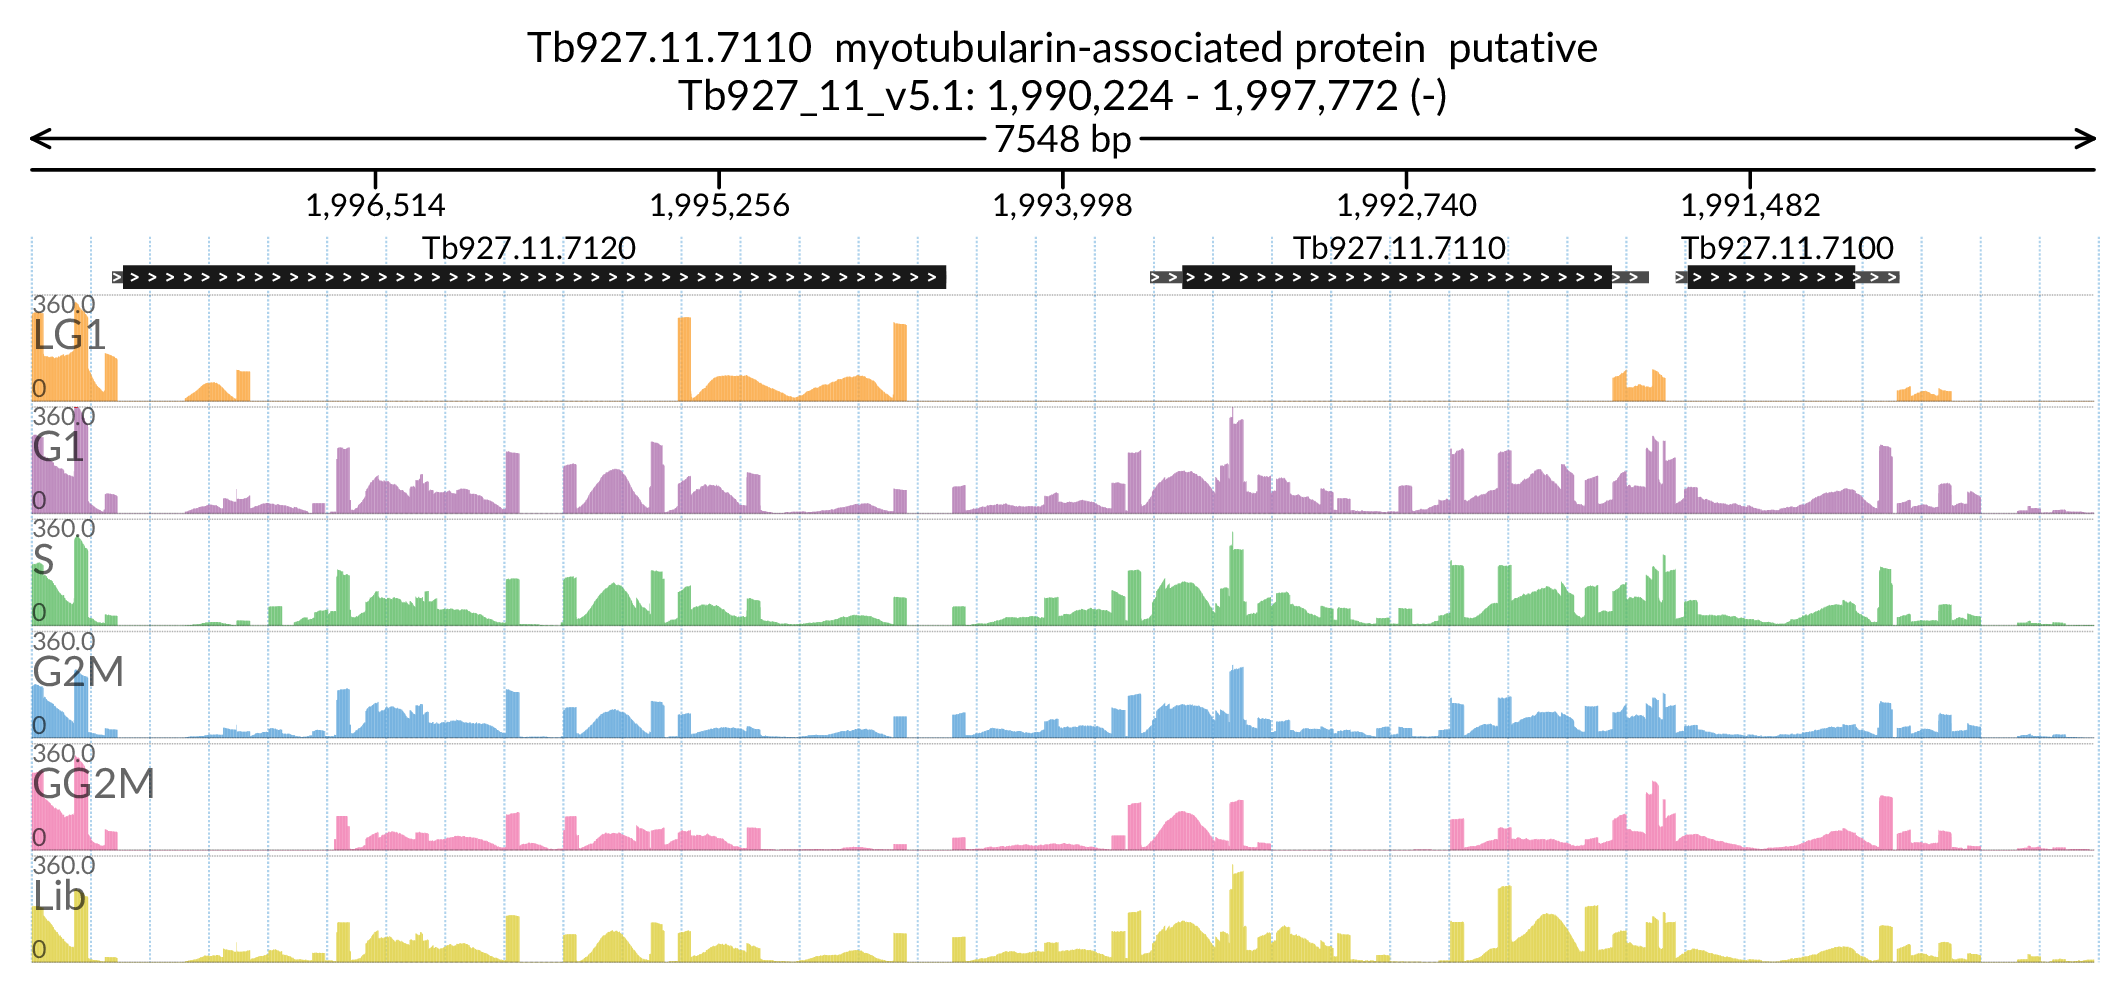 Tb927.11.7110 myotubularin-associated protein putative
Tb927_11_v5.1: 1,990,224 - 1,997,772 (-)
7548 bp
1,996,514 1,995,256 1,993,998 1,992,740 1,991,482
Tb927.11.7120 Tb927.11.7110 Tb927.11.7100
360.0
LG1
0
360.0
G1
0
360.0
S
0
360.0
G2M
0
360.0
GG2M
0
360.0
Lib
0